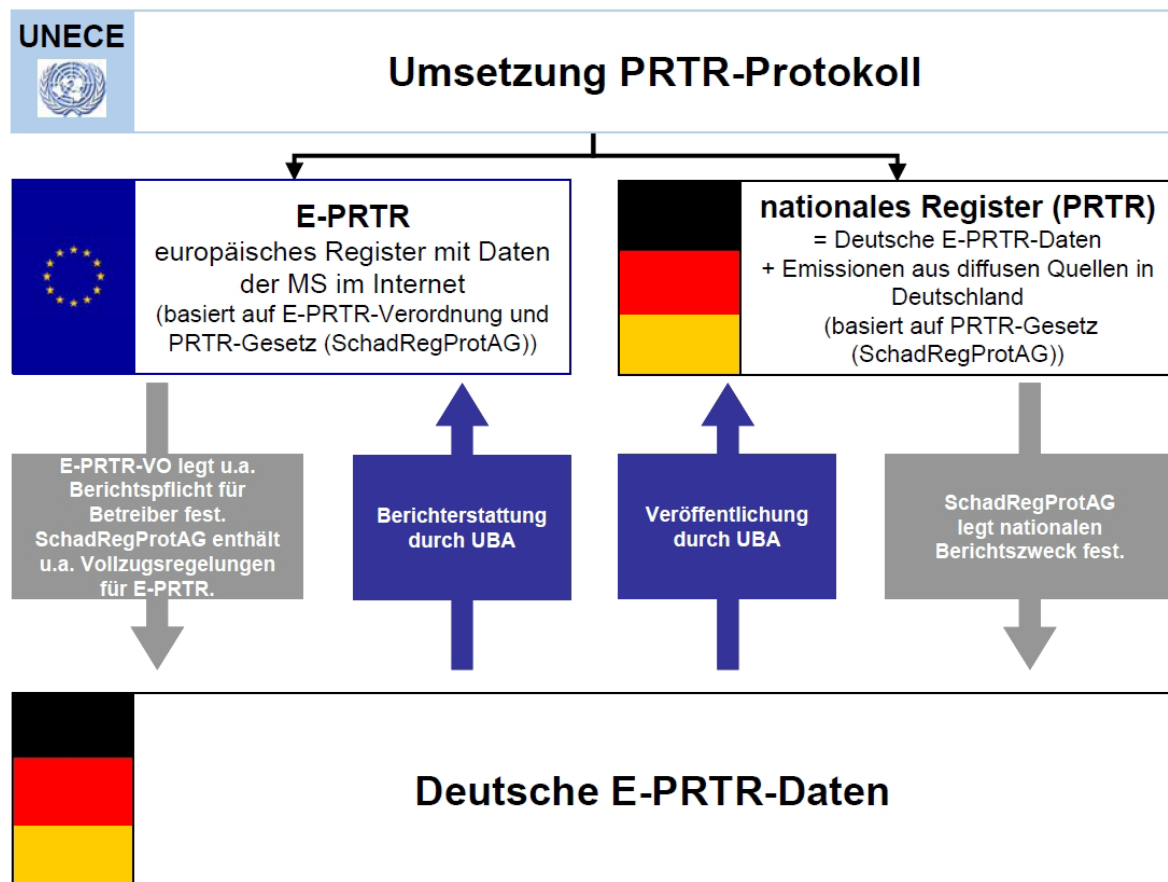 UNECE
Umsetzung PRTR-Protokoll
E-PRTR
europäisches Register mit Daten
der MS im Internet
(basiert auf E-PRTR-Verordnung und
PRTR-Gesetz (SchadRegProtAG))
nationales Register (PRTR)
= Deutsche E-PRTR-Daten
+ Emissionen aus diffusen Quellen in
Deutschland
(basiert auf PRTR-Gesetz
(SchadRegProtAG))
E-PRTR-VO legt u.a.
Berichtspflicht für
Betreiber fest.
SchadRegProtAG enthält
u.a. Vollzugsregelungen
für E-PRTR.
Berichterstattung
durch UBA
Veröffentlichung
durch UBA
SchadRegProtAG
legt nationalen
Berichtszweck fest.
Deutsche E-PRTR-Daten